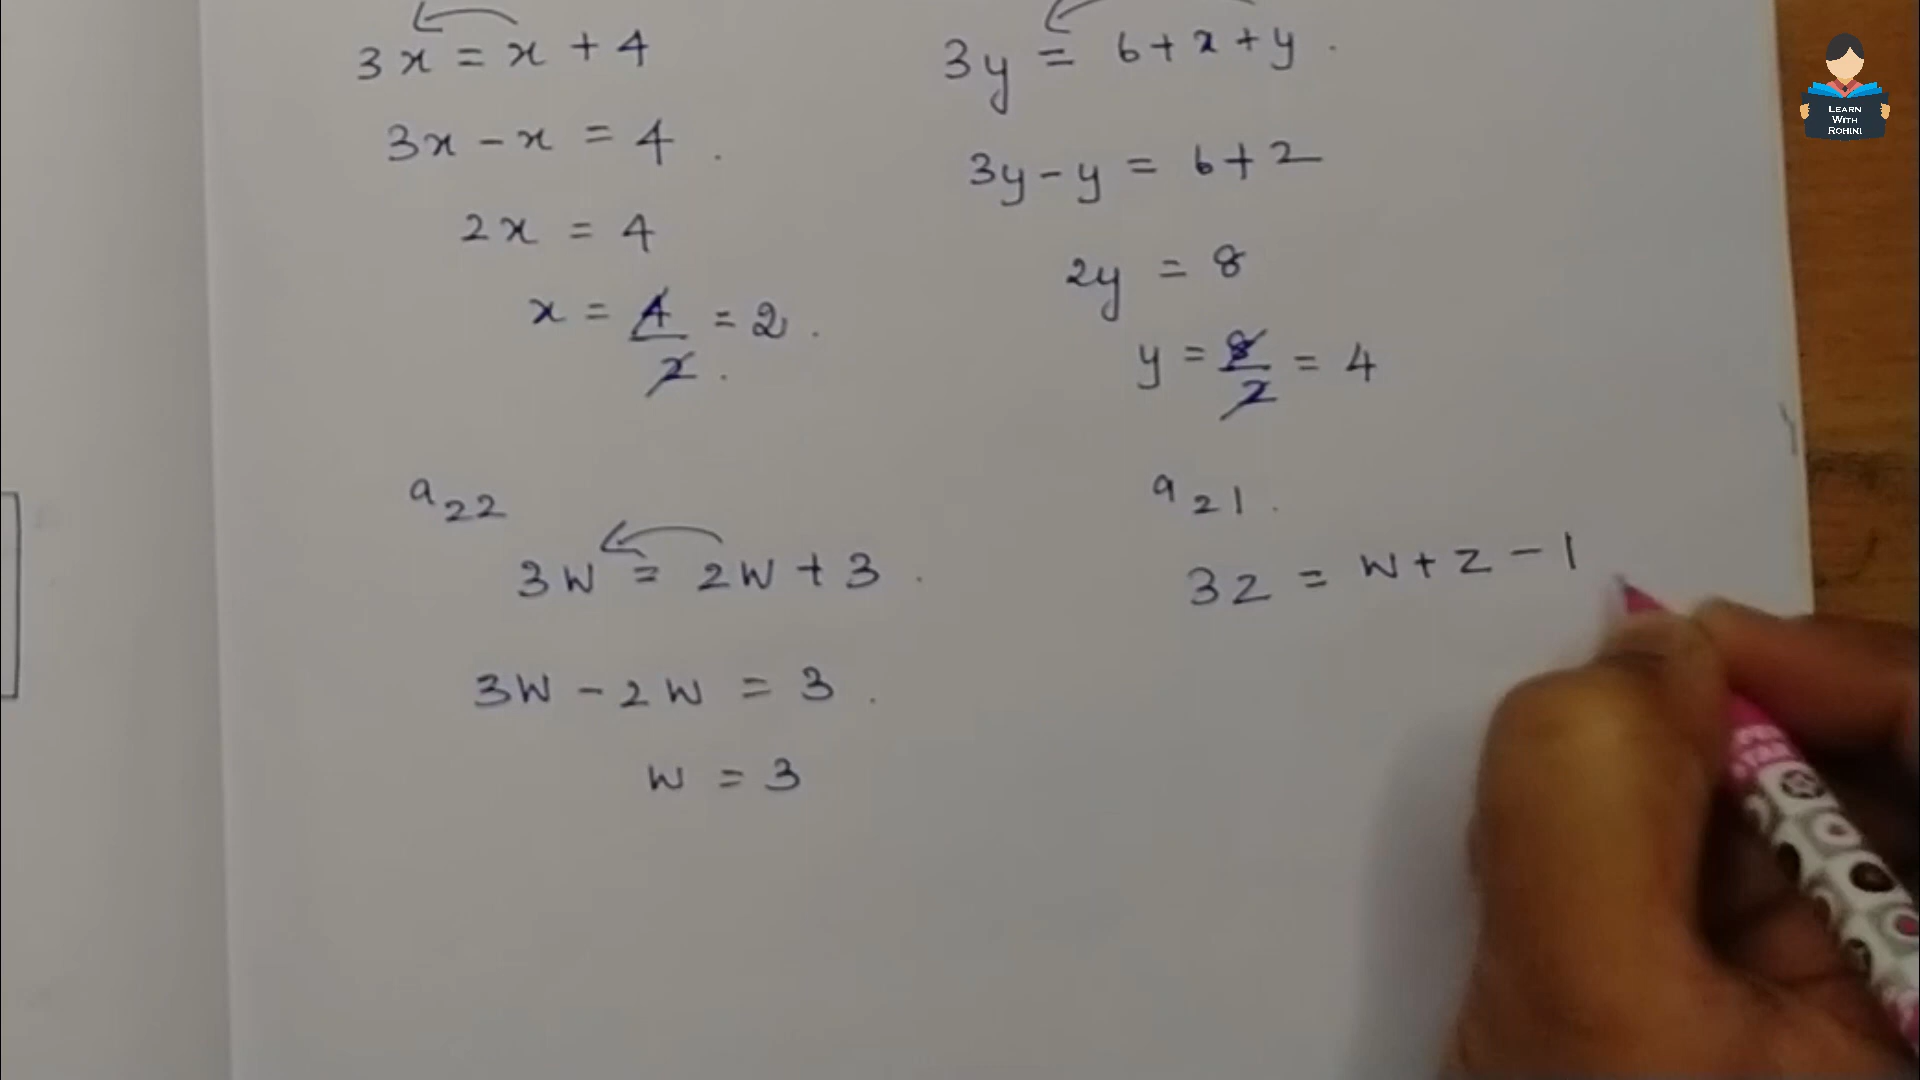 3x = x + 4
3x - x = 4 .
2x = 4
x = 4/2 = 2 .
3y = 6 + x + y .
3y - y = 6 + 2
2y = 8
y = 8/2 = 4
a22
3w = 2w + 3 .
3w - 2w = 3 .
w = 3
a21 .
3z = w + z - 1
LEARN
WITH
ROHINI